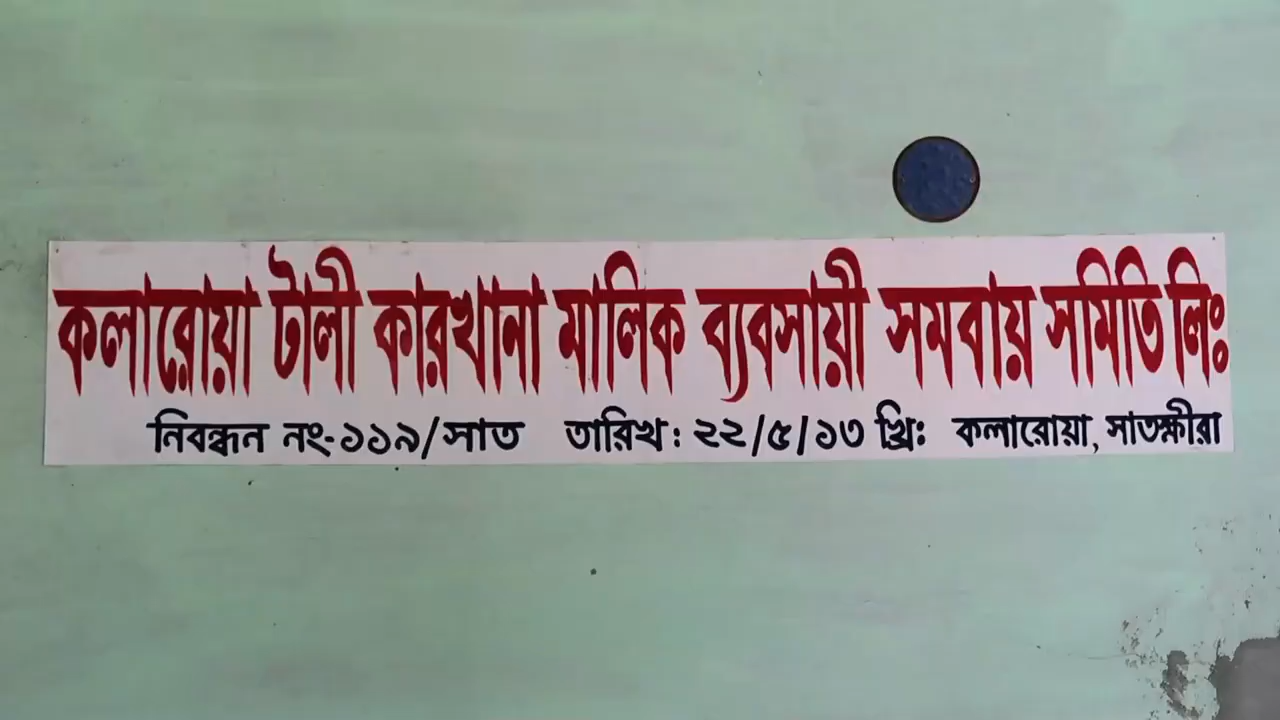 কলারোয়া টালী কারখানা মালিক ব্যবসায়ী সমবায় সমিতি লিঃ
নিবন্ধন নং-১১৯/সাত তারিখ: ২২/৫/১৩ খ্রি: কলারোয়া, সাতক্ষীরা